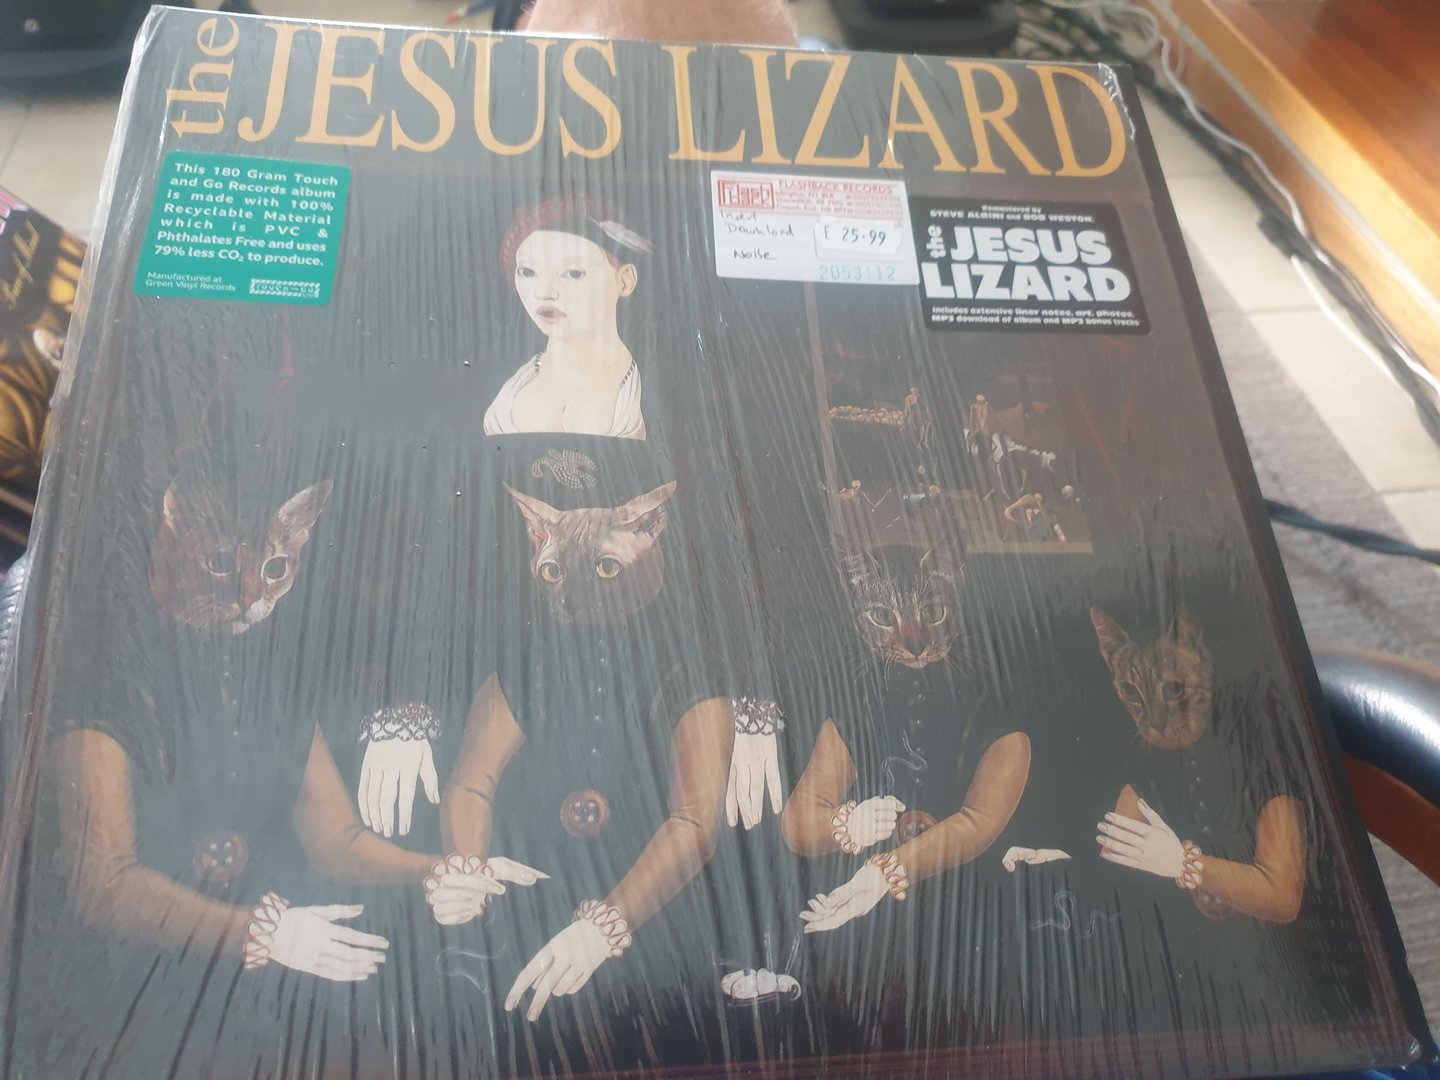 the JESUS LIZARD
This 180 Gram Touch
and Go Records album
is made with 100%
Recyclable Material
which is PVC &
Phthalates Free and uses
79% less CO₂ to produce.
Manufactured at
Green Vinyl Records
Flash back
FLASHBACK RECORDS
Insert
Download
Noise
£ 25.99
2053112
Remastered by
STEVE ALBINI and BOB WESTON.
the JESUS
LIZARD
Includes extensive liner notes, art, photos,
MP3 download of album and MP3 bonus tracks